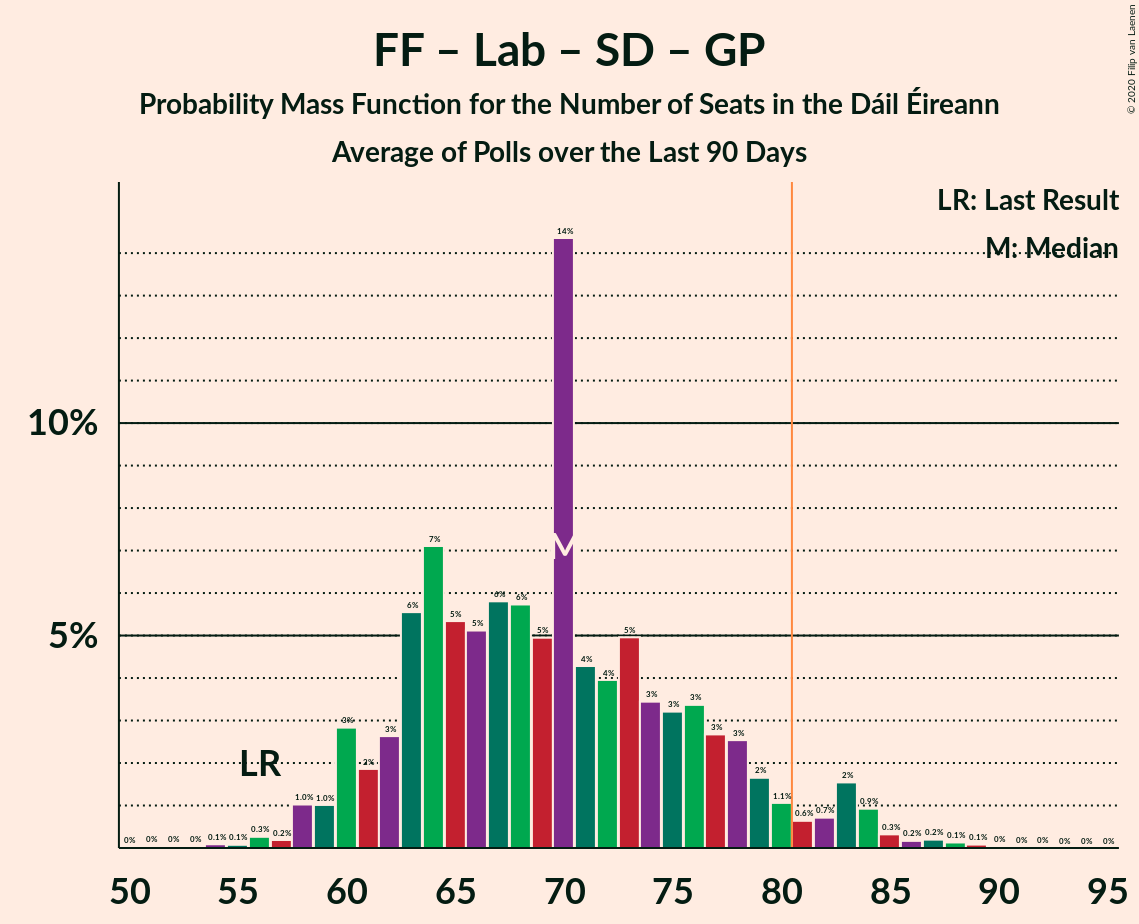 FF – Lab – SD – GP
Probability Mass Function for the Number of Seats in the Dáil Éireann
Average of Polls over the Last 90 Days
© 2020 Filip van Laenen
LR: Last Result
M: Median
10%
5%
LR
M
0% 0% 0% 0% 0.1% 0.1% 0.3% 0.2% 1.0% 1.0% 3% 2% 3% 6% 7% 5% 5% 6% 6% 5% 14% 4% 4% 5% 3% 3% 3% 3% 3% 2% 1.1% 0.6% 0.7% 2% 0.9% 0.3% 0.2% 0.2% 0.1% 0.1% 0% 0% 0% 0% 0% 0%
50 55 60 65 70 75 80 85 90 95